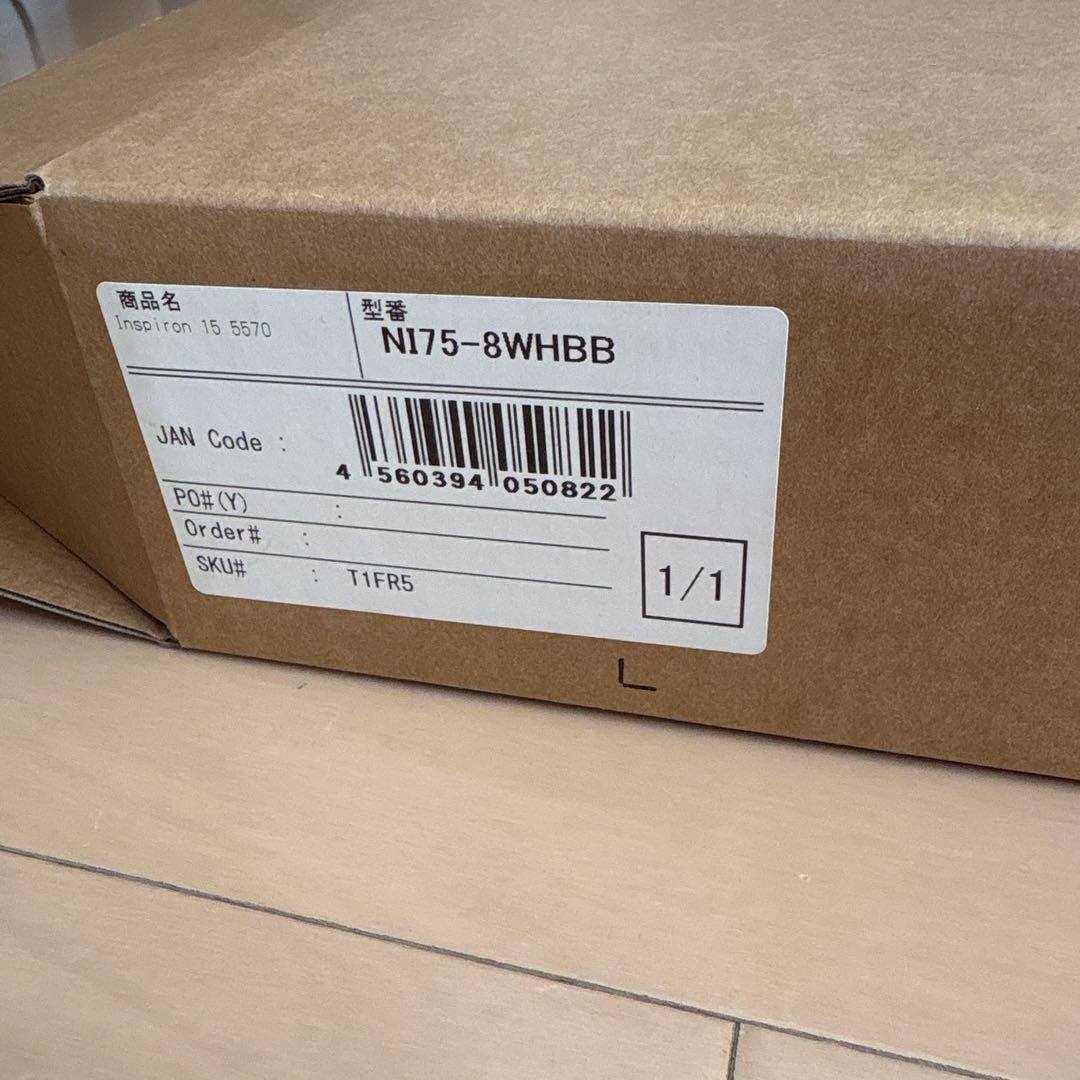 商品名
Inspiron 15 5570
型番
NI75-8WHBB
JAN Code :
4 560394 050822
PO#(Y) :
Order# :
SKU# : T1FR5
1/1
L